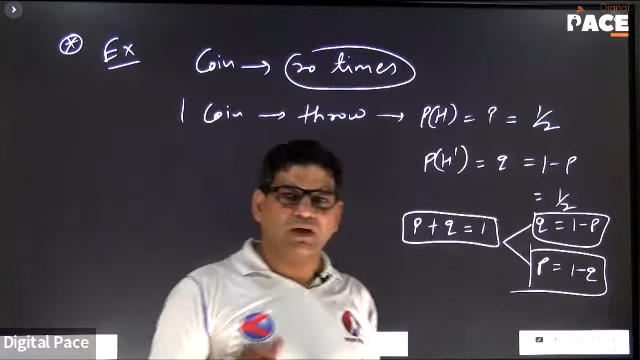 Digital
PACE
* Ex
Coin → 20 times
1 Coin → throw → P(H) = P = 1/2
P(H') = q = 1-P
= 1/2
P + q = 1
q = 1-P
P = 1-q
Digital Pace